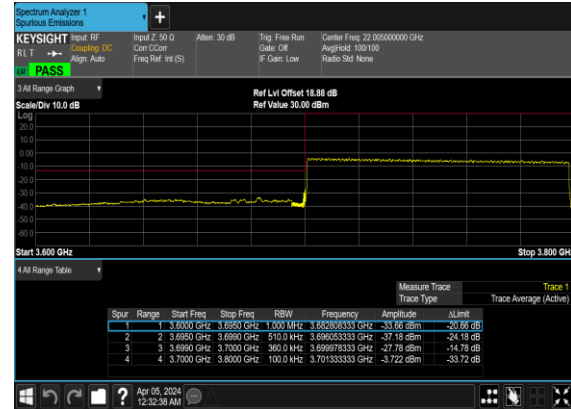 Spectrum Analyzer 1
Spurious Emissions
+
KEYSIGHT Input: RF Input Z: 50 Ω Atten: 30 dB Trig: Free Run Center Freq: 22.005000000 GHz
RLT Coupling: DC Corr CCorr Gate: Off Avg|Hold: 100/100
Align: Auto Freq Ref: Int (S) IF Gain: Low Radio Std: None
PASS
3 All Range Graph
Ref Lvl Offset 18.88 dB
Scale/Div 10.0 dB Ref Value 30.00 dBm
Log
20.0
10.0
0.00
-10.0
-20.0
-30.0
-40.0
-50.0
-60.0
Start 3.600 GHz Stop 3.800 GH
4 All Range Table
Measure Trace Trace 1
Trace Type Trace Average (Active)
Spur Range Start Freq Stop Freq RBW Frequency Amplitude ΔLimit
1 1 3.6000 GHz 3.6950 GHz 1.000 MHz 3.682808333 GHz -33.66 dBm -20.66 dB
2 2 3.6950 GHz 3.6990 GHz 510.0 kHz 3.696053333 GHz -37.18 dBm -24.18 dB
3 3 3.6990 GHz 3.7000 GHz 360.0 kHz 3.699978333 GHz -27.78 dBm -14.78 dB
4 4 3.7000 GHz 3.8000 GHz 100.0 kHz 3.701333333 GHz -3.722 dBm -33.72 dB
? Apr 05, 2024
12:32:38 AM